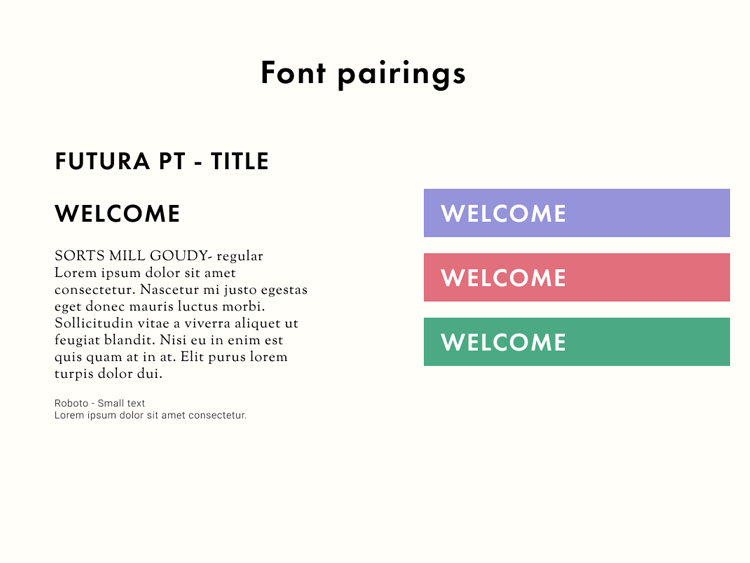 Font pairings
FUTURA PT - TITLE
WELCOME
SORTS MILL GOUDY- regular
Lorem ipsum dolor sit amet
consectetur. Nascetur mi justo egestas
eget donec mauris luctus morbi.
Sollicitudin vitae a viverra aliquet ut
feugiat blandit. Nisi eu in enim est
quis quam at in at. Elit purus lorem
turpis dolor dui.
Roboto - Small text
Lorem ipsum dolor sit amet consectetur.
WELCOME
WELCOME
WELCOME